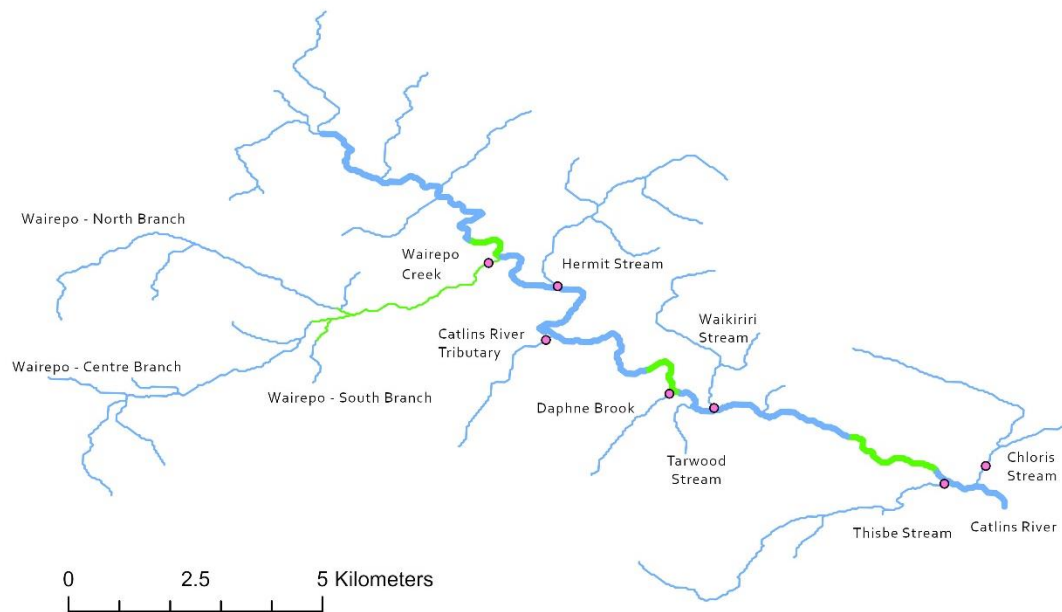 Wairepo - North Branch
Wairepo
Creek
Hermit Stream
Waikiriri
Stream
Catlins River
Tributary
Wairepo - Centre Branch
Wairepo - South Branch
Daphne Brook
Tarwood
Stream
Chloris
Stream
Thisbe Stream
Catlins River
0 2.5 5 Kilometers